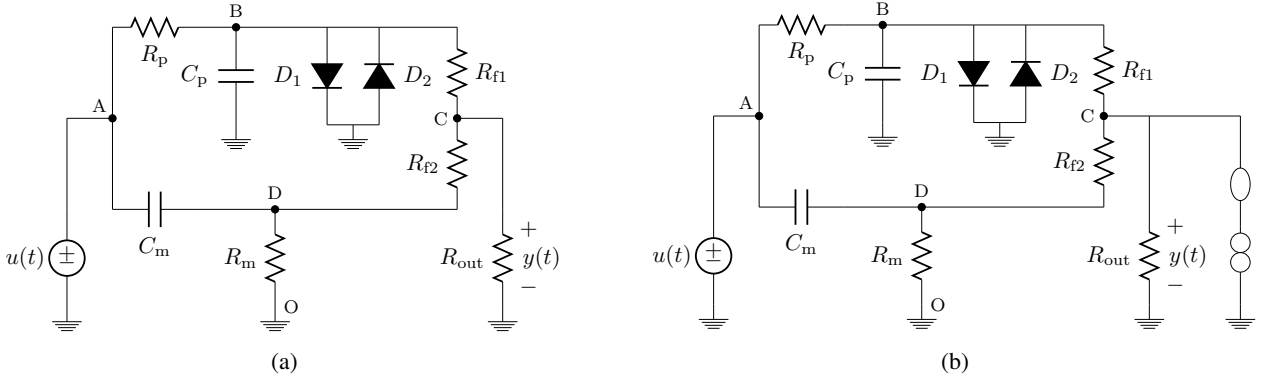 B
R_p
C_p
D_1
D_2
R_f1
A
C
R_f2
D
C_m
u(t)
±
R_m
R_out
+
y(t)
−
O
(a)
B
R_p
C_p
D_1
D_2
R_f1
A
C
R_f2
D
C_m
u(t)
±
R_m
R_out
+
y(t)
−
O
(b)